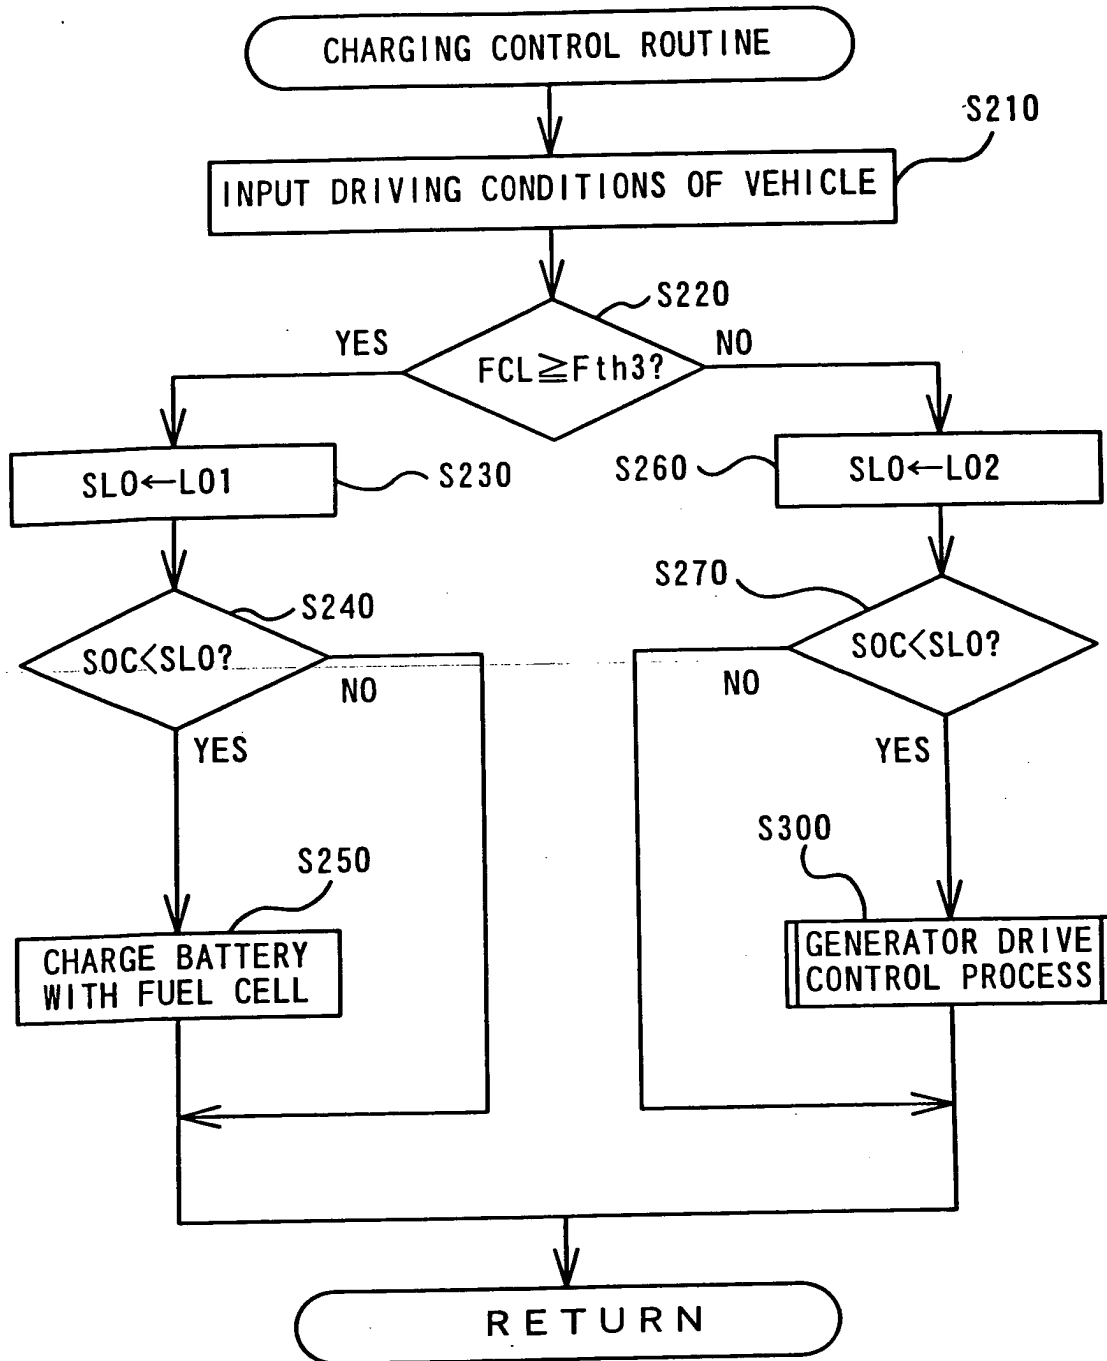 CHARGING CONTROL ROUTINE
S210
INPUT DRIVING CONDITIONS OF VEHICLE
S220
YES
NO
FCL≧Fth3?
SLO←LO1
S230
S260
SLO←LO2
S240
S270
SOC<SLO?
SOC<SLO?
NO
NO
YES
YES
S250
S300
CHARGE BATTERY
WITH FUEL CELL
GENERATOR DRIVE
CONTROL PROCESS
RETURN